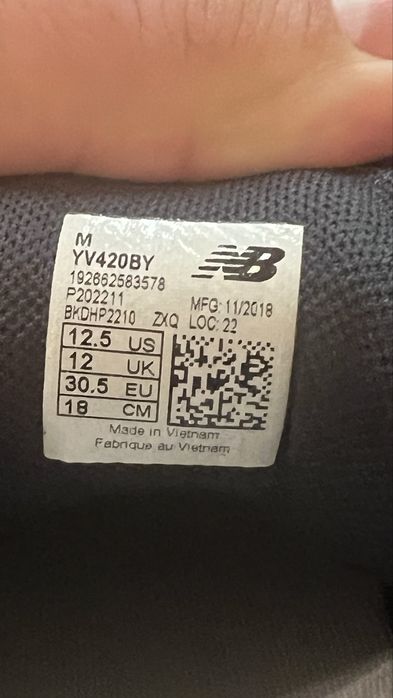 M
YV420BY
NB
192662583578
P202211
MFG: 11/2018
BKDHP2210 ZXQ LOC: 22
12.5 US
12 UK
30.5 EU
18 CM
Made in Vietnam
Fabriqué au Vietnam